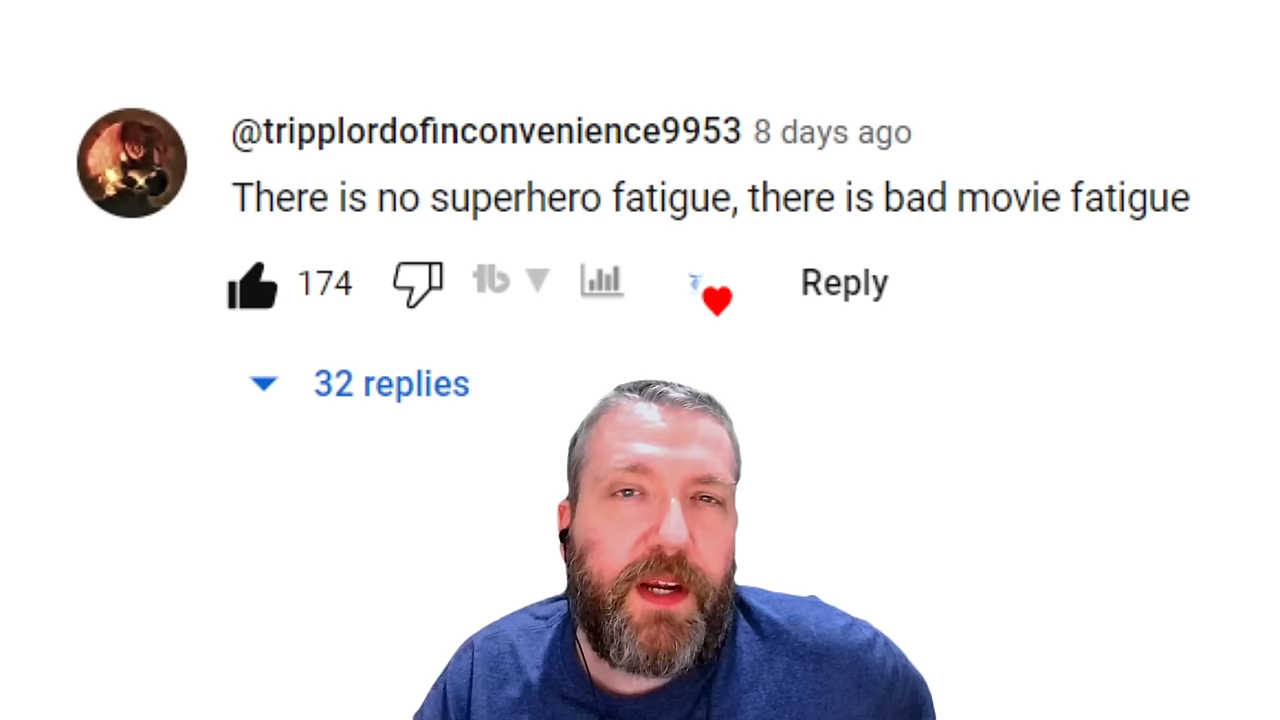 @tripplordofinconvenience9953 8 days ago
There is no superhero fatigue, there is bad movie fatigue
174 Reply
32 replies